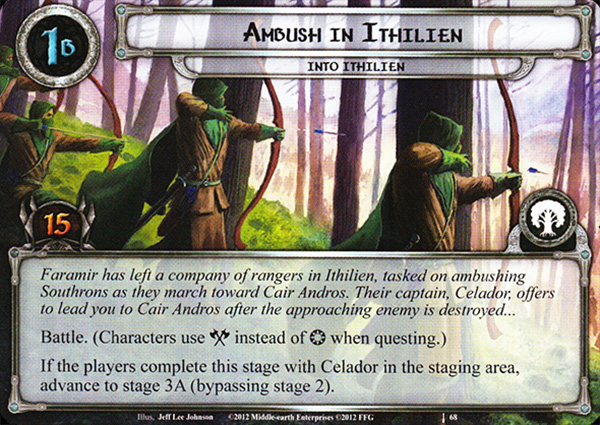 1B
AMBUSH IN ITHILIEN
INTO ITHILIEN
15
Faramir has left a company of rangers in Ithilien, tasked on ambushing
Southrons as they march toward Cair Andros. Their captain, Celador, offers
to lead you to Cair Andros after the approaching enemy is destroyed...
Battle. (Characters use instead of when questing.)
If the players complete this stage with Celador in the staging area,
advance to stage 3A (bypassing stage 2).
Illus. Jeff Lee Johnson ©2012 Middle-earth Enterprises ©2012 FFG 68